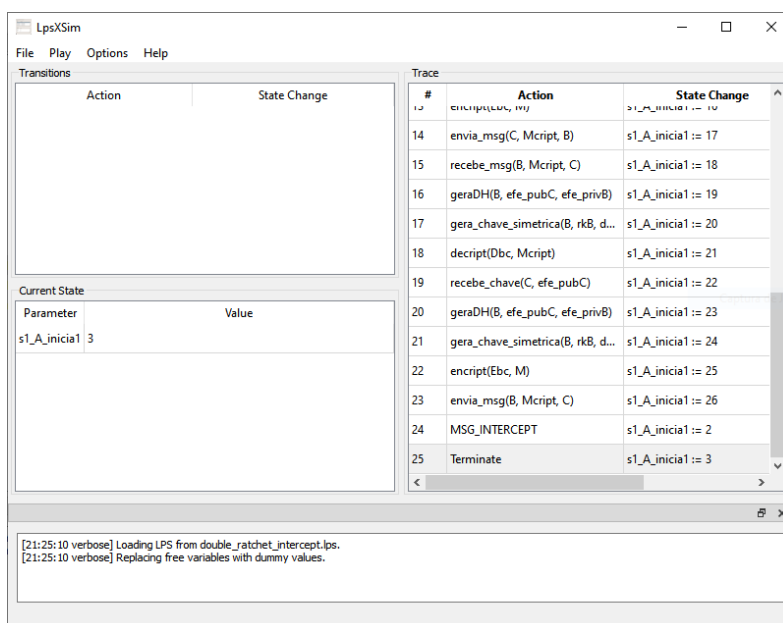 LpsXSim
File Play Options Help
Transitions
Action State Change
Current State
Parameter Value
s1_A_inicia1 3
Trace
# Action State Change
14 envia_msg(C, Mcript, B) s1_A_inicia1 := 17
15 recebe_msg(B, Mcript, C) s1_A_inicia1 := 18
16 geraDH(B, efe_pubC, efe_privB) s1_A_inicia1 := 19
17 gera_chave_simetrica(B, rkB, d... s1_A_inicia1 := 20
18 decript(Dbc, Mcript) s1_A_inicia1 := 21
19 recebe_chave(C, efe_pubC) s1_A_inicia1 := 22
20 geraDH(B, efe_pubC, efe_privB) s1_A_inicia1 := 23
21 gera_chave_simetrica(B, rkB, d... s1_A_inicia1 := 24
22 encript(Ebc, M) s1_A_inicia1 := 25
23 envia_msg(B, Mcript, C) s1_A_inicia1 := 26
24 MSG_INTERCEPT s1_A_inicia1 := 2
25 Terminate s1_A_inicia1 := 3
[21:25:10 verbose] Loading LPS from double_ratchet_intercept.lps.
[21:25:10 verbose] Replacing free variables with dummy values.